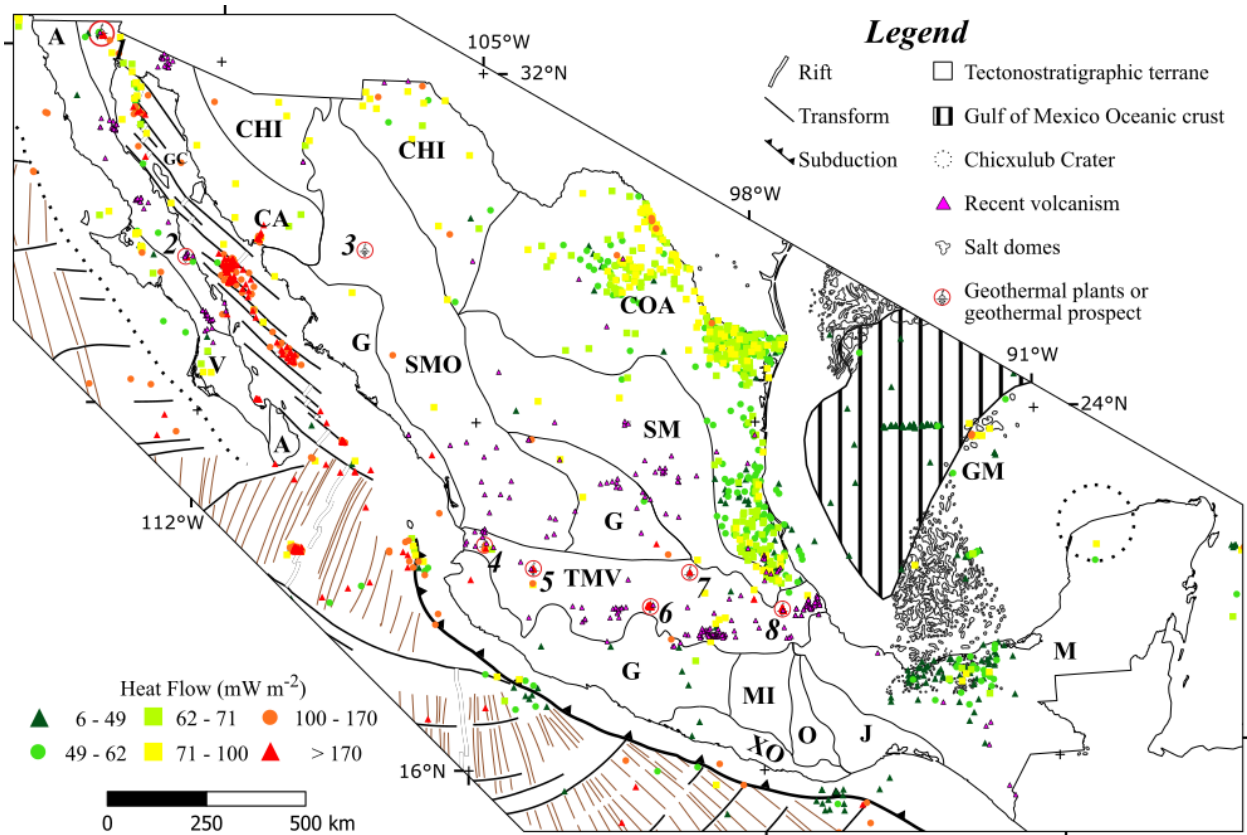 Legend
Rift
Transform
Subduction
Tectonostratigraphic terrane
Gulf of Mexico Oceanic crust
Chicxulub Crater
Recent volcanism
Salt domes
Geothermal plants or
geothermal prospect
105°W
32°N
98°W
91°W
24°N
112°W
16°N
A
1
CHI
CHI
GC
CA
2
3
COA
V
G
SMO
A
SM
GM
G
4
5
TMV
7
6
8
G
M
MI
XO
O
J
Heat Flow (mW m⁻²)
6 - 49
62 - 71
100 - 170
49 - 62
71 - 100
> 170
0
250
500 km